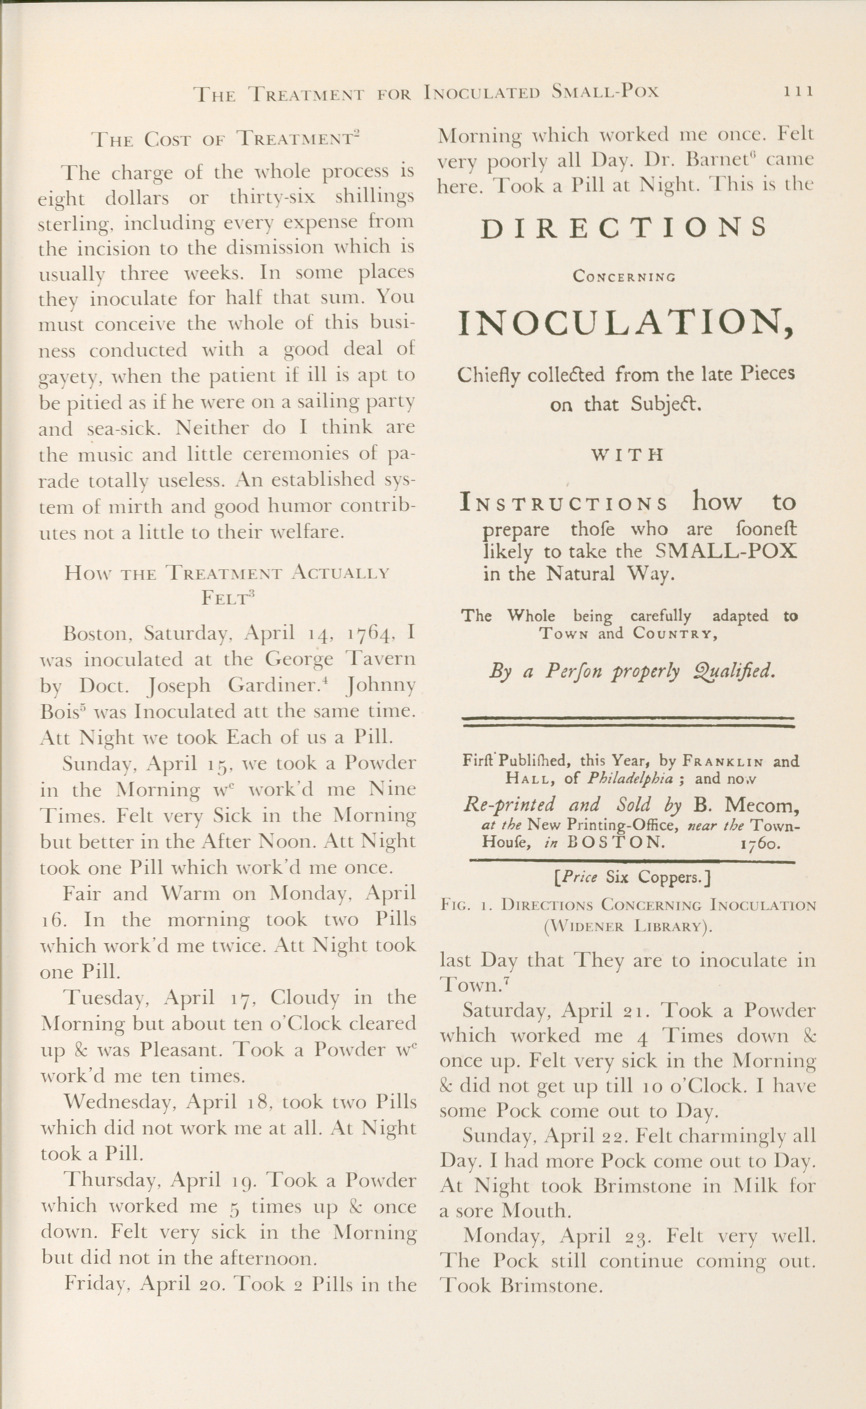 THE TREATMENT FOR INOCULATED SMALL-POX 111
THE COST OF TREATMENT²
The charge of the whole process is
eight dollars or thirty-six shillings
sterling, including every expense from
the incision to the dismission which is
usually three weeks. In some places
they inoculate for half that sum. You
must conceive the whole of this busi-
ness conducted with a good deal of
gayety, when the patient if ill is apt to
be pitied as if he were on a sailing party
and sea-sick. Neither do I think are
the music and little ceremonies of pa-
rade totally useless. An established sys-
tem of mirth and good humor contrib-
utes not a little to their welfare.
HOW THE TREATMENT ACTUALLY
FELT³
Boston, Saturday, April 14, 1764, I
was inoculated at the George Tavern
by Doct. Joseph Gardiner.⁴ Johnny
Bois⁵ was Inoculated att the same time.
Att Night we took Each of us a Pill.
Sunday, April 15, we took a Powder
in the Morning wᶜ work'd me Nine
Times. Felt very Sick in the Morning
but better in the After Noon. Att Night
took one Pill which work'd me once.
Fair and Warm on Monday, April
16. In the morning took two Pills
which work'd me twice. Att Night took
one Pill.
Tuesday, April 17, Cloudy in the
Morning but about ten o'Clock cleared
up & was Pleasant. Took a Powder wᶜ
work'd me ten times.
Wednesday, April 18, took two Pills
which did not work me at all. At Night
took a Pill.
Thursday, April 19. Took a Powder
which worked me 5 times up & once
down. Felt very sick in the Morning
but did not in the afternoon.
Friday, April 20. Took 2 Pills in the
Morning which worked me once. Felt
very poorly all Day. Dr. Barnet⁶ came
here. Took a Pill at Night. This is the
DIRECTIONS
CONCERNING
INOCULATION,
Chiefly collected from the late Pieces
on that Subject.
WITH
INSTRUCTIONS how to
prepare thoſe who are ſooneſt
likely to take the SMALL-POX
in the Natural Way.
The Whole being carefully adapted to
TOWN and COUNTRY,
By a Perſon properly Qualified.
Firſt Publiſhed, this Year, by FRANKLIN and
HALL, of Philadelphia ; and now
Re-printed and Sold by B. Mecom,
at the New Printing-Office, near the Town-
Houſe, in BOSTON. 1760.
[Price Six Coppers.]
FIG. 1. DIRECTIONS CONCERNING INOCULATION
(WIDENER LIBRARY).
last Day that They are to inoculate in
Town.⁷
Saturday, April 21. Took a Powder
which worked me 4 Times down &
once up. Felt very sick in the Morning
& did not get up till 10 o'Clock. I have
some Pock come out to Day.
Sunday, April 22. Felt charmingly all
Day. I had more Pock come out to Day.
At Night took Brimstone in Milk for
a sore Mouth.
Monday, April 23. Felt very well.
The Pock still continue coming out.
Took Brimstone.